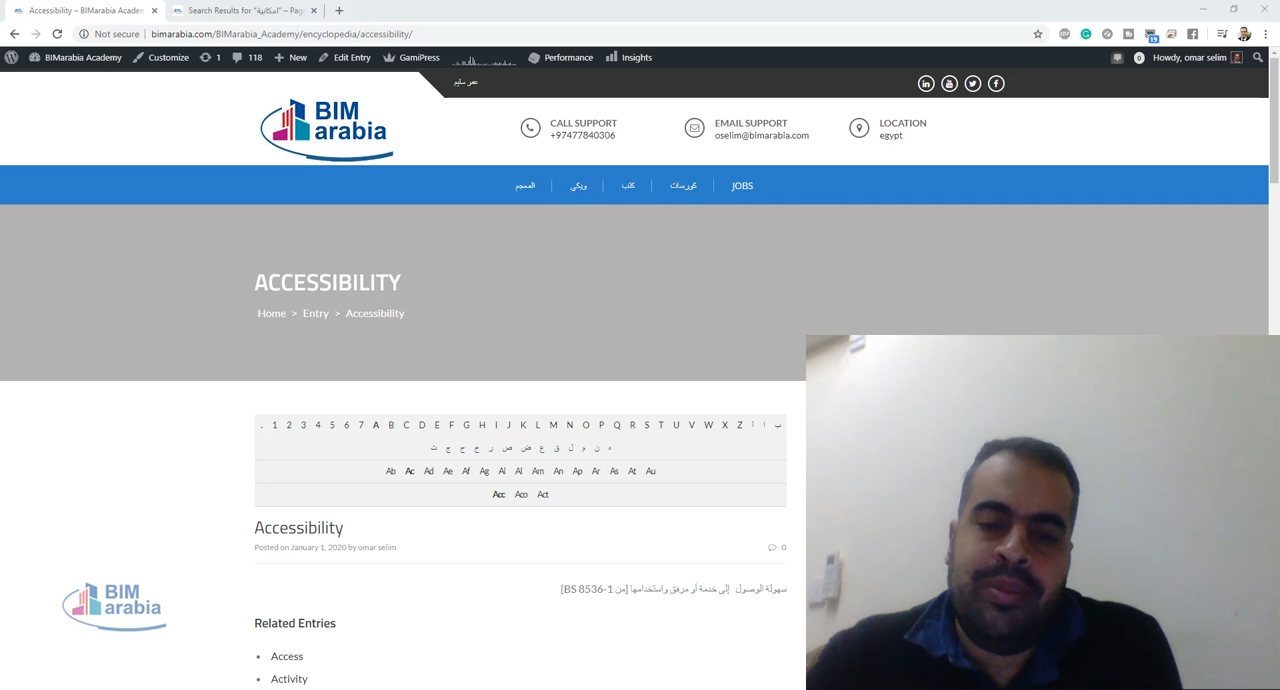 Accessibility – BIMarabia Academ
Search Results for "امكانية" – Pag
Not secure | bimarabia.com/BIMarabia_Academy/encyclopedia/accessibility/
19
BIMarabia Academy Customize 1 118 New Edit Entry GamiPress Performance Insights 0 Howdy, omar selim
عمر سليم
BIM
arabia
CALL SUPPORT
+97477840306
EMAIL SUPPORT
oselim@bimarabia.com
LOCATION
egypt
المعجم ويكي كتب كورسات JOBS
ACCESSIBILITY
Home > Entry > Accessibility
. 1 2 3 4 5 6 7 A B C D E F G H I J K L M N O P Q R S T U V W X Z أ ا ب
ت ج ح خ ر ص ض ع ق ل م ن ه
Ab Ac Ad Ae Af Ag Ai Al Am An Ap Ar As At Au
Acc Aco Act
Accessibility
Posted on January 1, 2020 by omar selim
0
سهولة الوصول إلى خدمة أو مرفق واستخدامها [من BS 8536-1]
Related Entries
Access
Activity
BIM
arabia